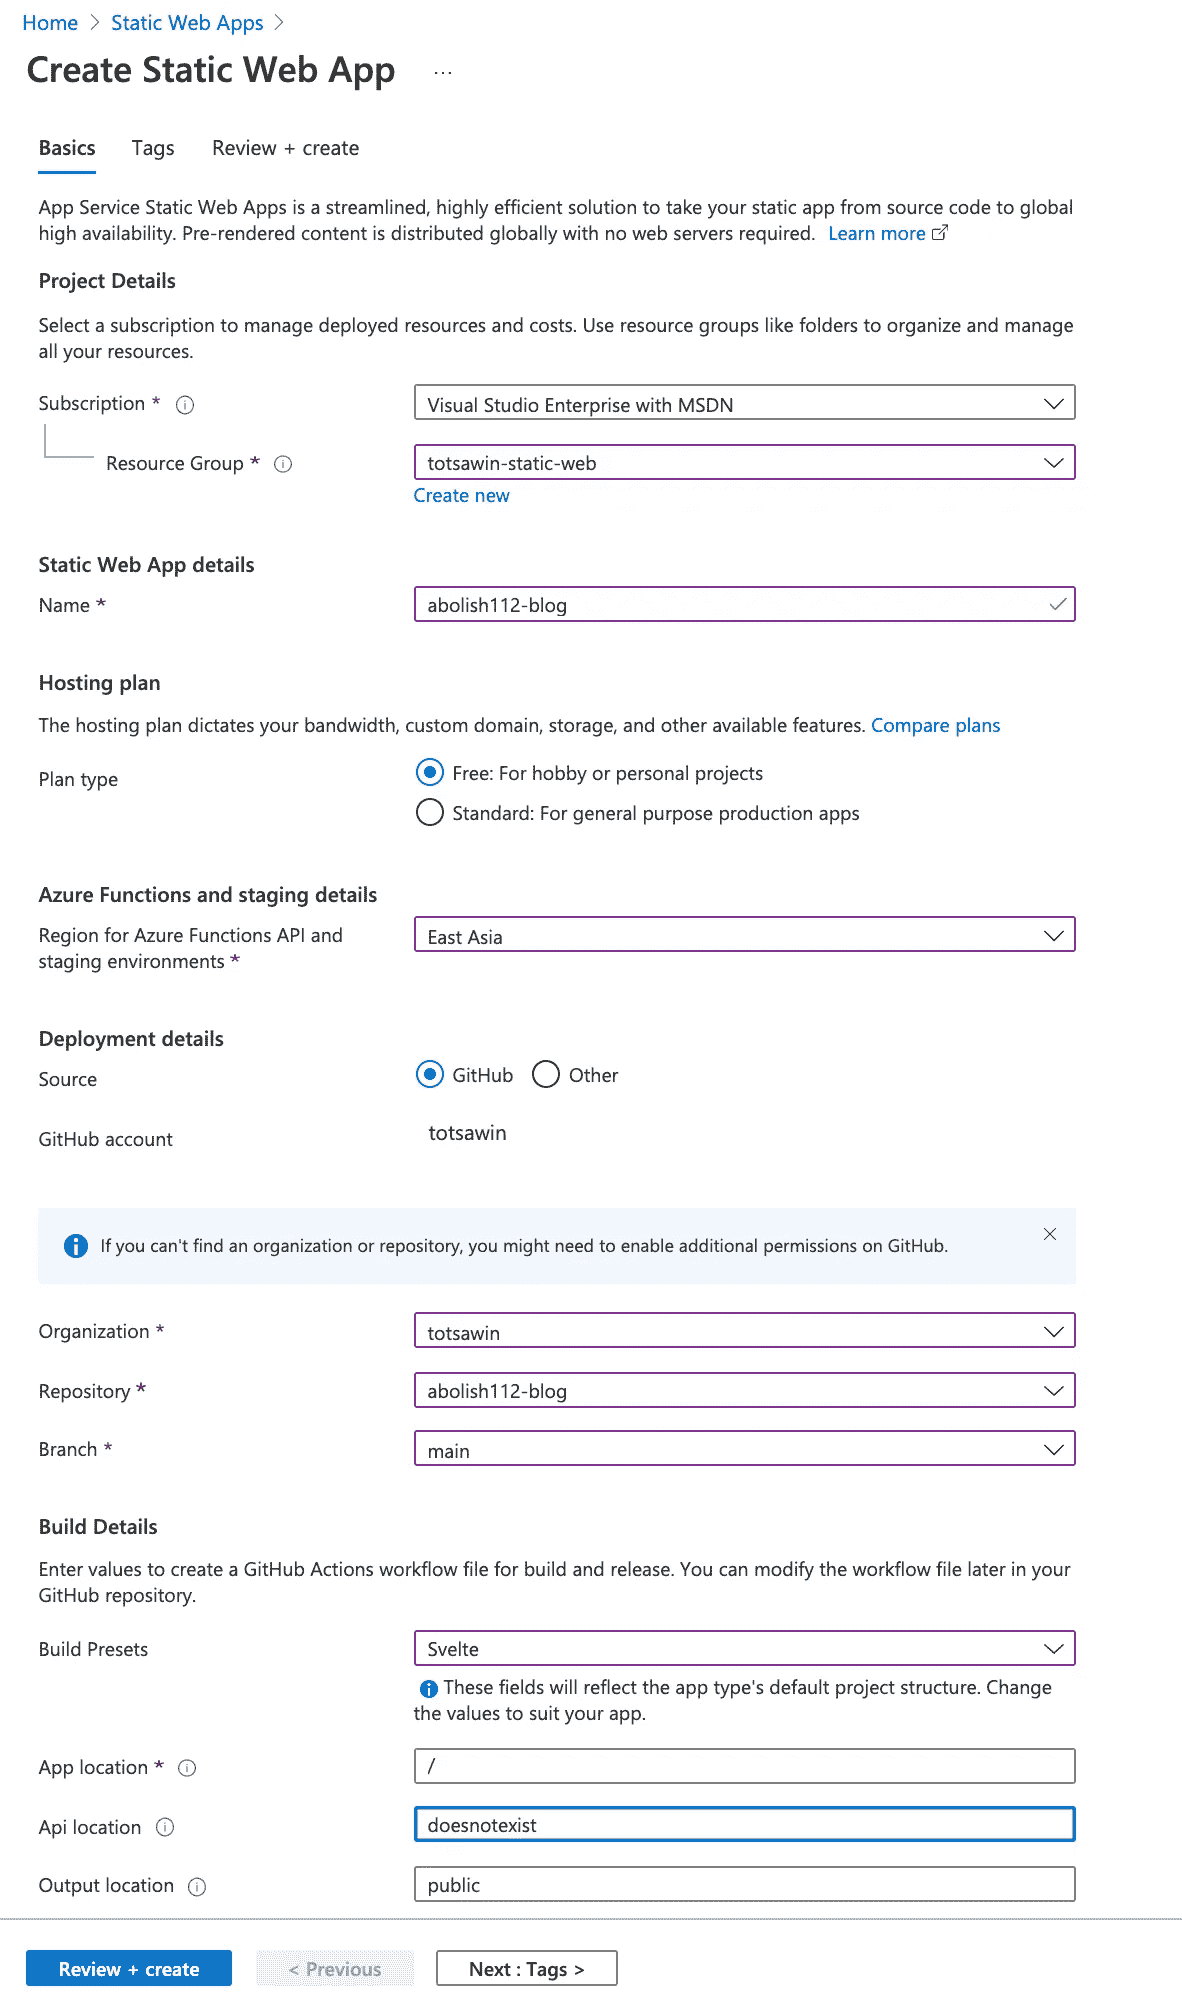 Home > Static Web Apps >
Create Static Web App ...
Basics Tags Review + create
App Service Static Web Apps is a streamlined, highly efficient solution to take your static app from source code to global
high availability. Pre-rendered content is distributed globally with no web servers required. Learn more
Project Details
Select a subscription to manage deployed resources and costs. Use resource groups like folders to organize and manage
all your resources.
Subscription * Visual Studio Enterprise with MSDN
Resource Group * totsawin-static-web
Create new
Static Web App details
Name * abolish112-blog
Hosting plan
The hosting plan dictates your bandwidth, custom domain, storage, and other available features. Compare plans
Plan type Free: For hobby or personal projects
Standard: For general purpose production apps
Azure Functions and staging details
Region for Azure Functions API and East Asia
staging environments *
Deployment details
Source GitHub Other
GitHub account totsawin
If you can't find an organization or repository, you might need to enable additional permissions on GitHub.
Organization * totsawin
Repository * abolish112-blog
Branch * main
Build Details
Enter values to create a GitHub Actions workflow file for build and release. You can modify the workflow file later in your
GitHub repository.
Build Presets Svelte
These fields will reflect the app type's default project structure. Change
the values to suit your app.
App location * /
Api location doesnotexist
Output location public
Review + create < Previous Next : Tags >